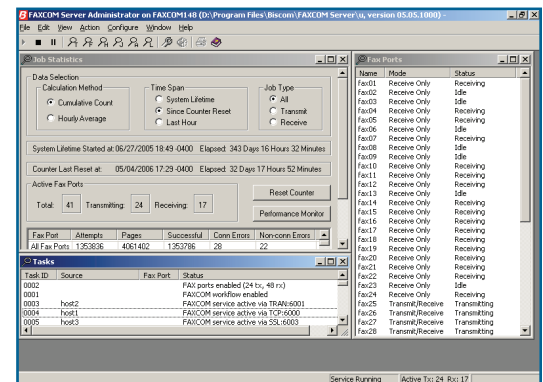 FAXCOM Server Administrator on FAXCOM148 (D:\Program Files\Biscom\FAXCOM Server\u, version 05.05.1000) -
File Edit View Action Configure Window Help
Job Statistics
Data Selection
Calculation Method
Cumulative Count
Hourly Average
Time Span
System Lifetime
Since Counter Reset
Last Hour
Job Type
All
Transmit
Receive
System Lifetime Started at: 06/27/2005 18:49 -0400 Elapsed: 343 Days 16 Hours 32 Minutes
Counter Last Reset at: 05/04/2006 17:29 -0400 Elapsed: 32 Days 17 Hours 52 Minutes
Active Fax Ports
Total: 41 Transmitting: 24 Receiving: 17
Reset Counter
Performance Monitor
Fax Port Attempts Pages Successful Conn Errors Non-conn Errors
All Fax Ports 1353836 4061402 1353786 28 22
Tasks
Task ID Source Fax Port Status
0002 FAX ports enabled (24 tx, 48 rx)
0001 FAXCOM workflow enabled
0003 host2 FAXCOM service active via TRAN:6001
0004 host1 FAXCOM service active via TCP:6000
0005 host3 FAXCOM service active via SSL:6003
Fax Ports
Name Mode Status
fax01 Receive Only Receiving
fax02 Receive Only Idle
fax03 Receive Only Idle
fax04 Receive Only Idle
fax05 Receive Only Receiving
fax06 Receive Only Idle
fax07 Receive Only Receiving
fax08 Receive Only Idle
fax09 Receive Only Idle
fax10 Receive Only Receiving
fax11 Receive Only Receiving
fax12 Receive Only Receiving
fax13 Receive Only Idle
fax14 Receive Only Receiving
fax15 Receive Only Receiving
fax16 Receive Only Receiving
fax17 Receive Only Receiving
fax18 Receive Only Receiving
fax19 Receive Only Receiving
fax20 Receive Only Receiving
fax21 Receive Only Receiving
fax22 Receive Only Receiving
fax23 Receive Only Idle
fax24 Receive Only Receiving
fax25 Transmit/Receive Transmitting
fax26 Transmit/Receive Transmitting
fax27 Transmit/Receive Transmitting
fax28 Transmit/Receive Transmitting
Service Running Active Tx: 24 Rx: 17